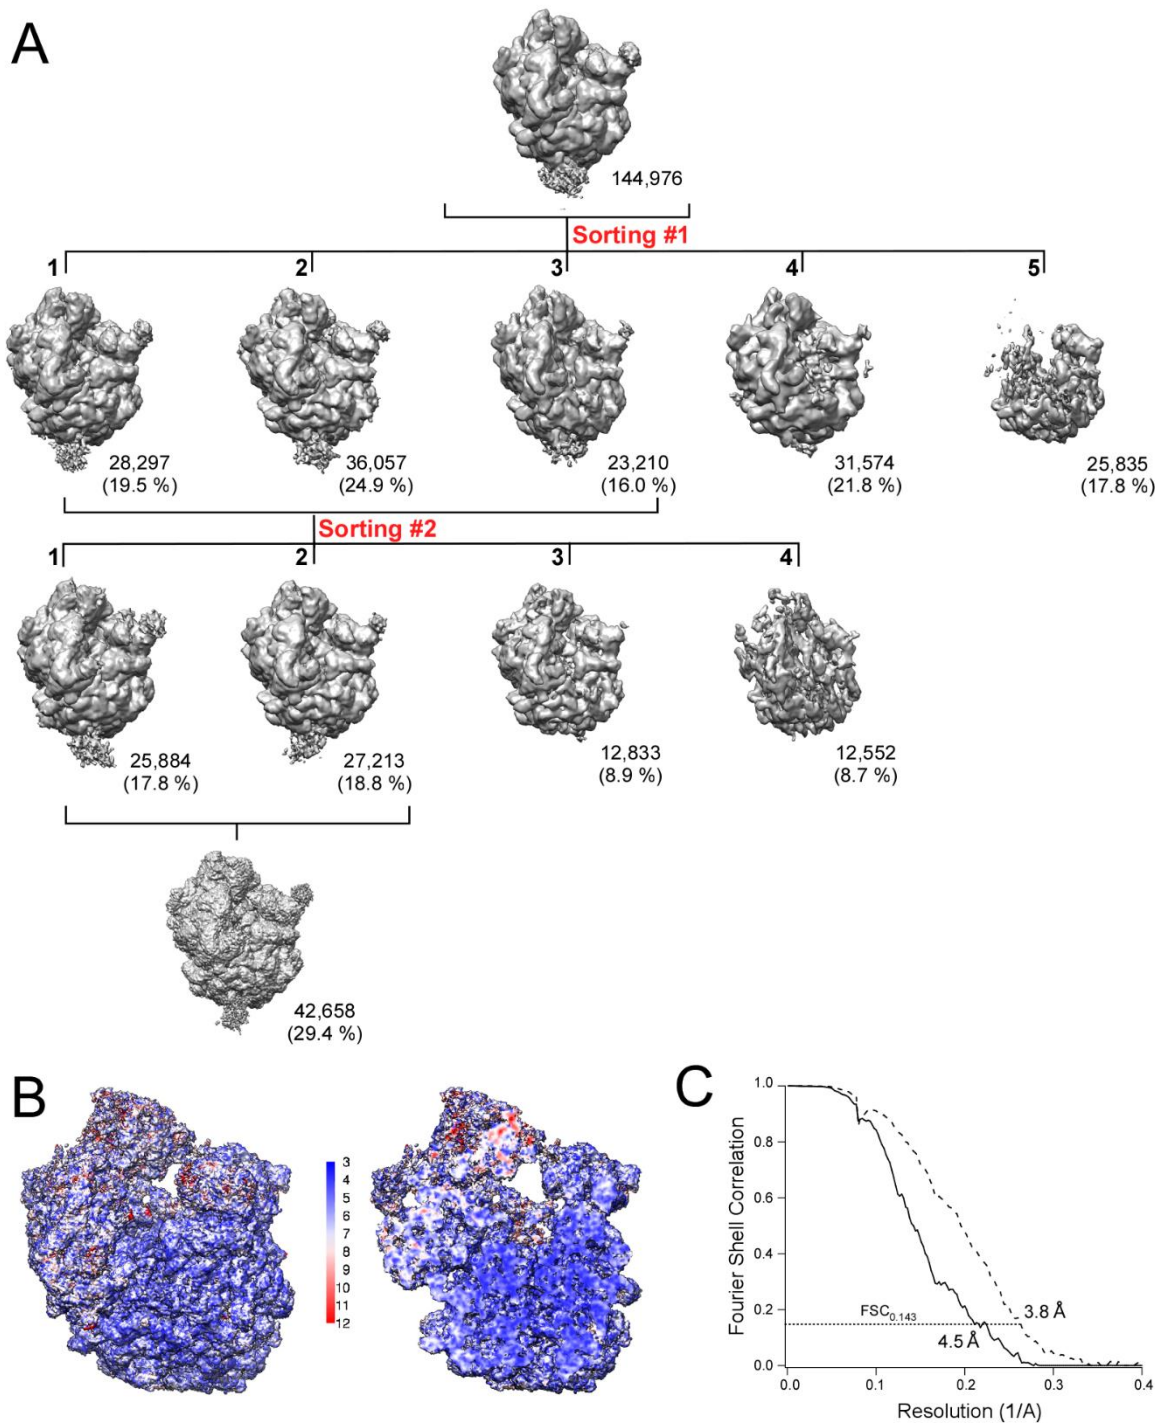 A
144,976
Sorting #1
1 2 3 4 5
28,297 36,057 23,210 31,574 25,835
(19.5 %) (24.9 %) (16.0 %) (21.8 %) (17.8 %)
Sorting #2
1 2 3 4
25,884 27,213 12,833 12,552
(17.8 %) (18.8 %) (8.9 %) (8.7 %)
42,658
(29.4 %)
B
3
4
5
6
7
8
9
10
11
12
C
Fourier Shell Correlation
1.0
0.8
0.6
0.4
0.2
0.0
FSC0.143
3.8 Å
4.5 Å
0.0 0.1 0.2 0.3 0.4
Resolution (1/A)